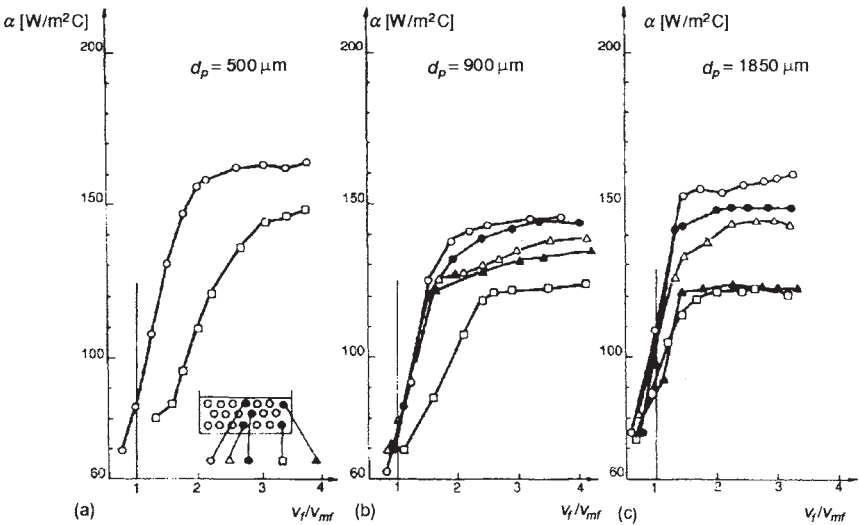 α [W/m²C]
200
150
100
60
d_p = 500 μm
1
2
3
4
(a)
v_f/v_mf
α [W/m²C]
200
150
100
60
d_p = 900 μm
1
2
3
4
(b)
v_f/v_mf
α [W/m²C]
200
150
100
60
d_p = 1850 μm
1
2
3
4
(c)
v_f/v_mf